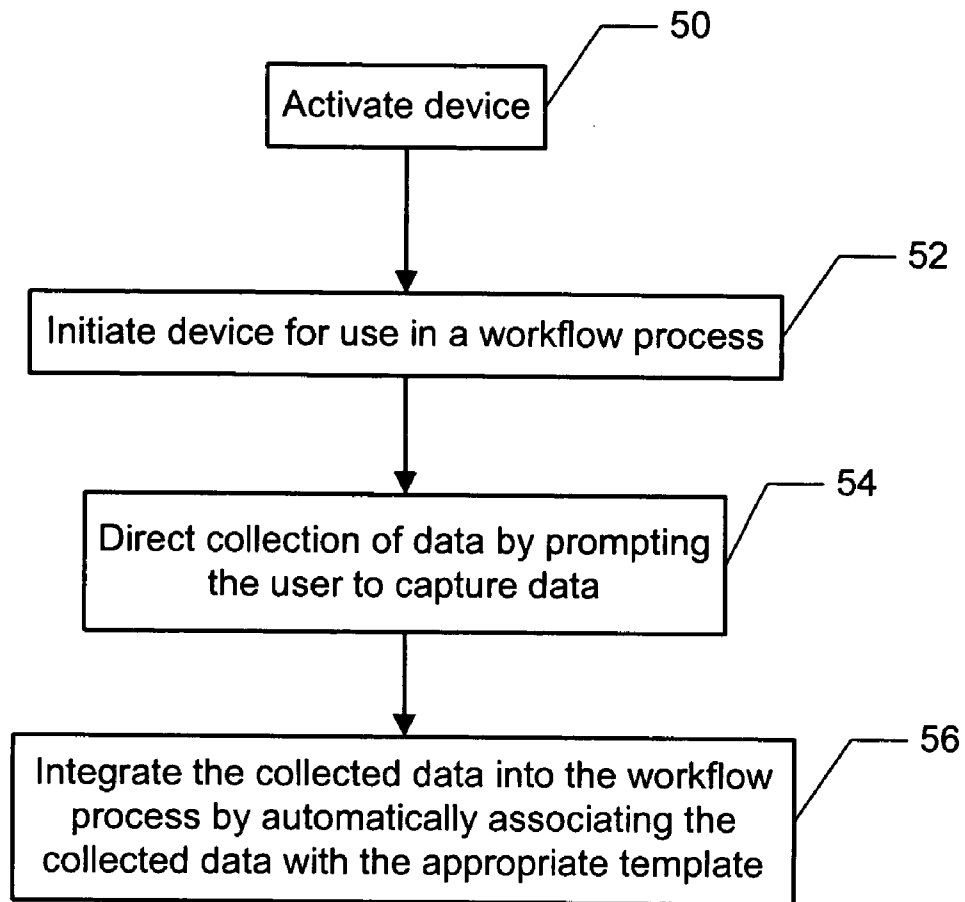 50
Activate device
52
Initiate device for use in a workflow process
54
Direct collection of data by prompting
the user to capture data
56
Integrate the collected data into the workflow
process by automatically associating the
collected data with the appropriate template